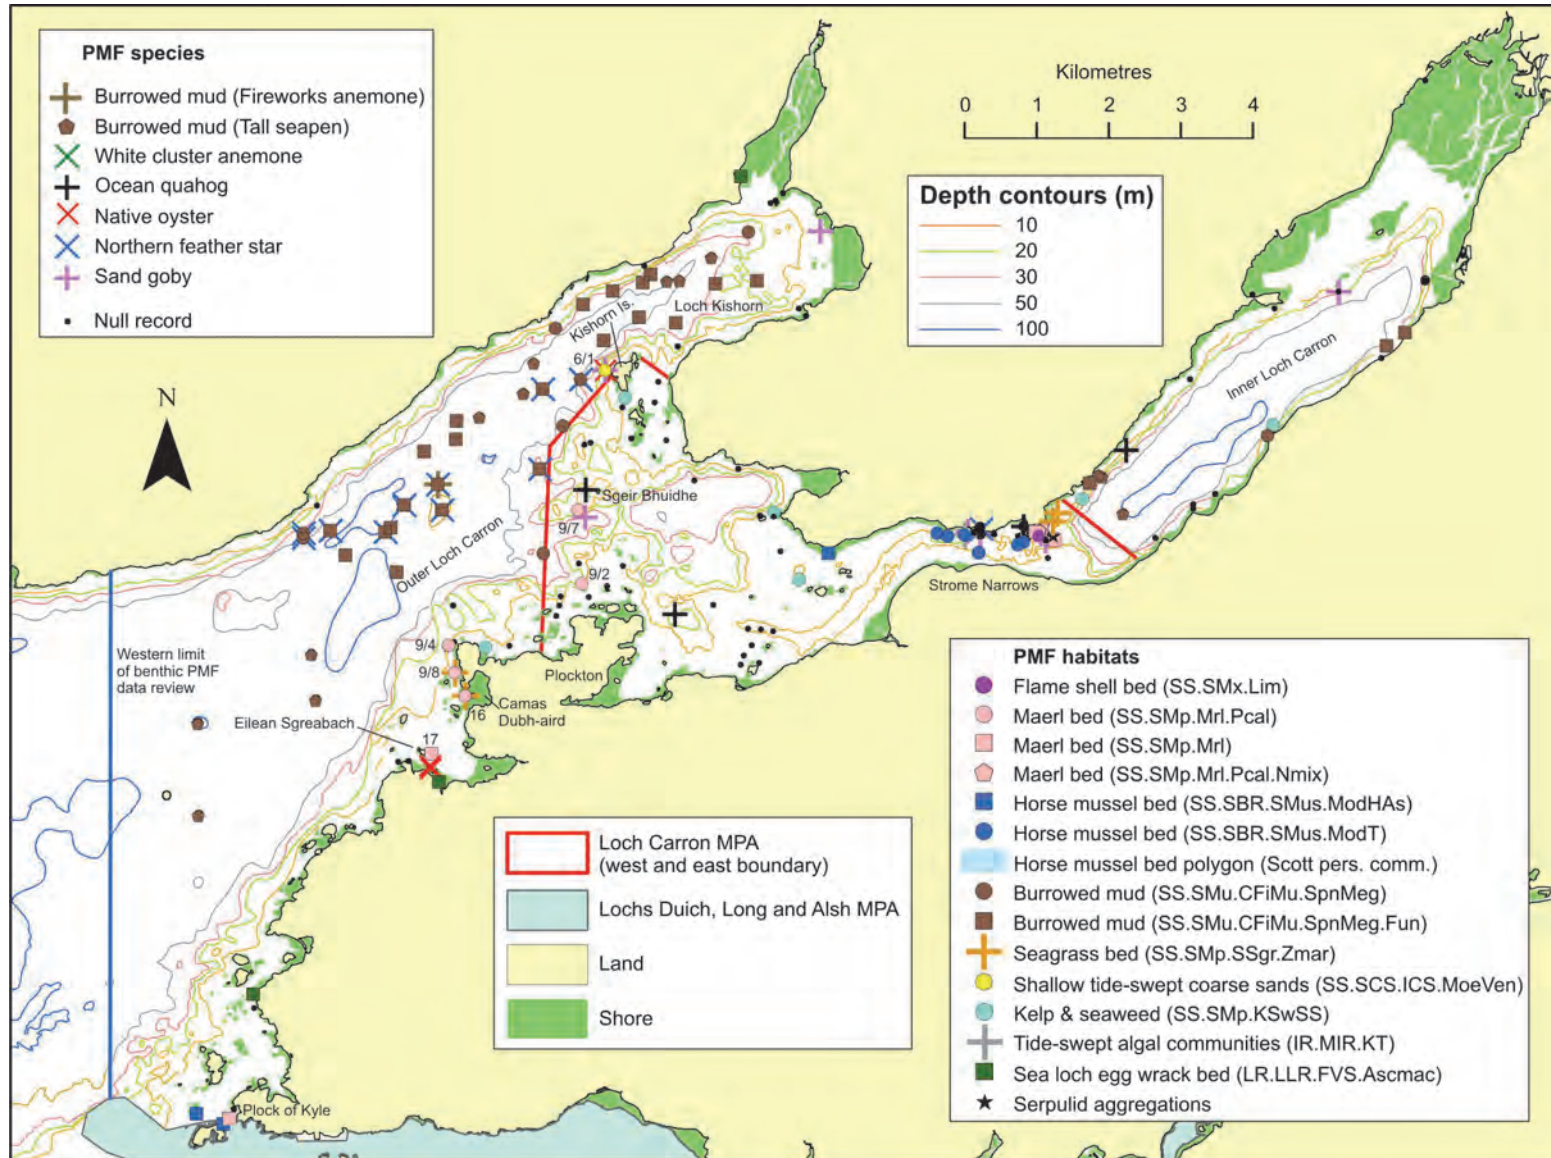 PMF species
Burrowed mud (Fireworks anemone)
Burrowed mud (Tall seapen)
White cluster anemone
Ocean quahog
Native oyster
Northern feather star
Sand goby
Null record
Kilometres
0 1 2 3 4
Depth contours (m)
10
20
30
50
100
N
Kishorn Is.
Loch Kishorn
6/1
Inner Loch Carron
Sgeir Bhuidhe
9/7
Outer Loch Carron
9/2
Strome Narrows
9/4
9/8
Western limit
of benthic PMF
data review
Plockton
Camas
Dubh-aird
16
Eilean Sgreabach
17
Plock of Kyle
Loch Carron MPA
(west and east boundary)
Lochs Duich, Long and Alsh MPA
Land
Shore
PMF habitats
Flame shell bed (SS.SMx.Lim)
Maerl bed (SS.SMp.Mrl.Pcal)
Maerl bed (SS.SMp.Mrl)
Maerl bed (SS.SMp.Mrl.Pcal.Nmix)
Horse mussel bed (SS.SBR.SMus.ModHAs)
Horse mussel bed (SS.SBR.SMus.ModT)
Horse mussel bed polygon (Scott pers. comm.)
Burrowed mud (SS.SMu.CFiMu.SpnMeg)
Burrowed mud (SS.SMu.CFiMu.SpnMeg.Fun)
Seagrass bed (SS.SMp.SSgr.Zmar)
Shallow tide-swept coarse sands (SS.SCS.ICS.MoeVen)
Kelp & seaweed (SS.SMp.KSwSS)
Tide-swept algal communities (IR.MIR.KT)
Sea loch egg wrack bed (LR.LLR.FVS.Ascmac)
Serpulid aggregations